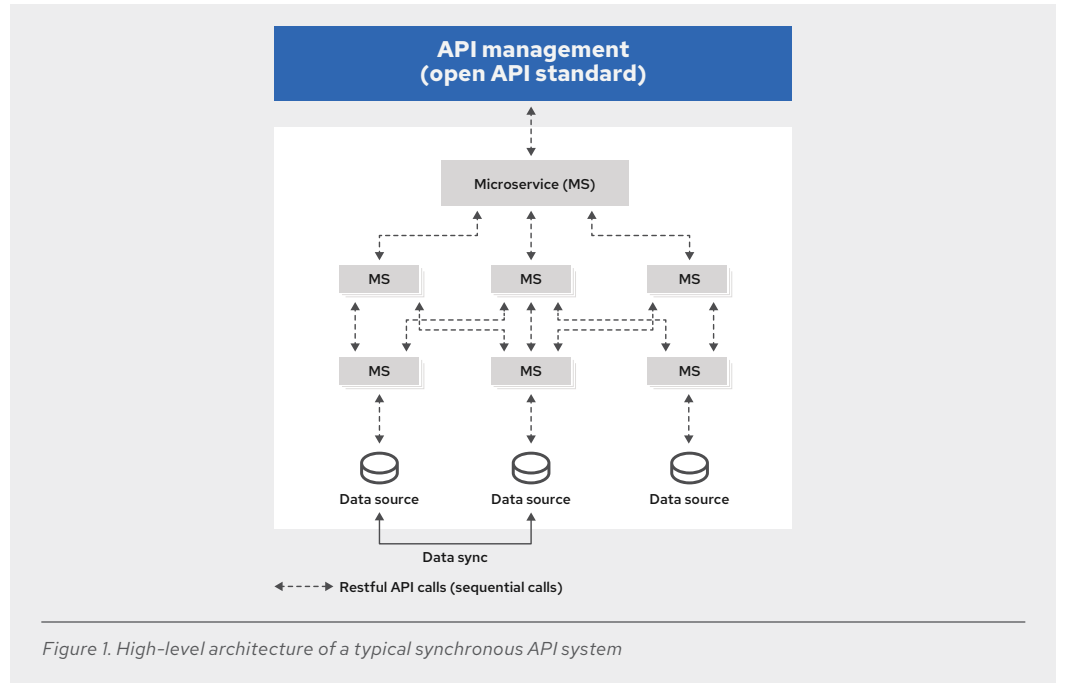 API management
(open API standard)
Microservice (MS)
MS
MS
MS
MS
MS
MS
Data source
Data source
Data source
Data sync
Restful API calls (sequential calls)
Figure 1. High-level architecture of a typical synchronous API system